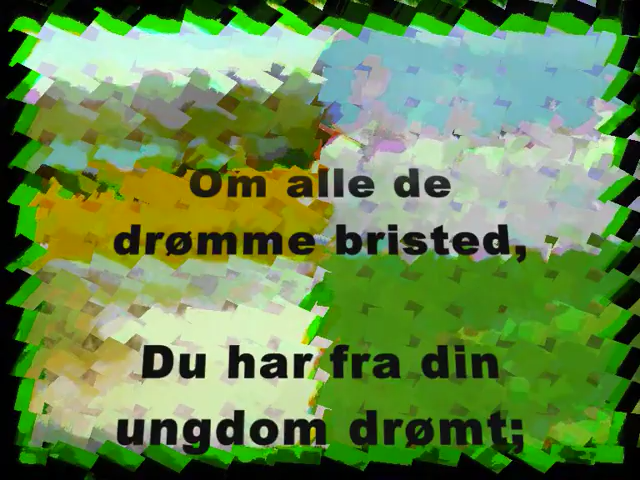 Om alle de
drømme bristed,
Du har fra din
ungdom drømt;